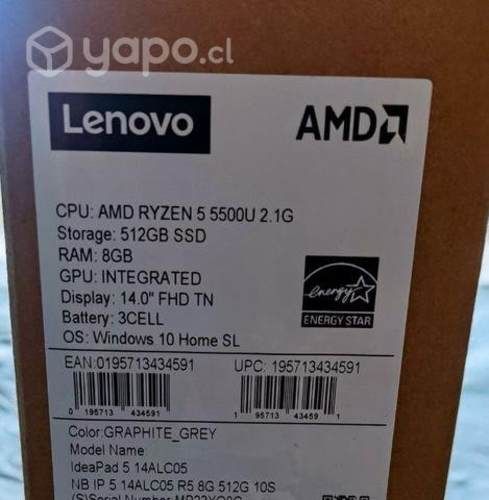 yapo.cl
Lenovo
AMD
CPU: AMD RYZEN 5 5500U 2.1G
Storage: 512GB SSD
RAM: 8GB
GPU: INTEGRATED
Display: 14.0" FHD TN
Battery: 3CELL
OS: Windows 10 Home SL
energy
ENERGY STAR
EAN:0195713434591 UPC: 195713434591
0 195713 434591 1 95713 43459 1
Color:GRAPHITE_GREY
Model Name:
IdeaPad 5 14ALC05
NB IP 5 14ALC05 R5 8G 512G 10S
(S)Serial Number